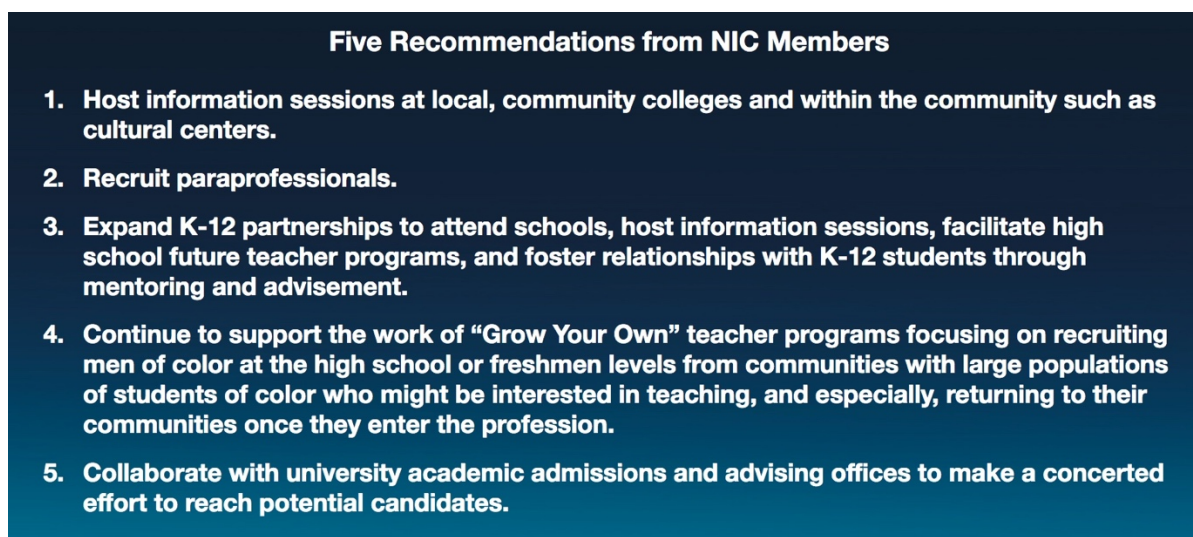 Five Recommendations from NIC Members
1. Host information sessions at local, community colleges and within the community such as
cultural centers.
2. Recruit paraprofessionals.
3. Expand K-12 partnerships to attend schools, host information sessions, facilitate high
school future teacher programs, and foster relationships with K-12 students through
mentoring and advisement.
4. Continue to support the work of “Grow Your Own” teacher programs focusing on recruiting
men of color at the high school or freshmen levels from communities with large populations
of students of color who might be interested in teaching, and especially, returning to their
communities once they enter the profession.
5. Collaborate with university academic admissions and advising offices to make a concerted
effort to reach potential candidates.